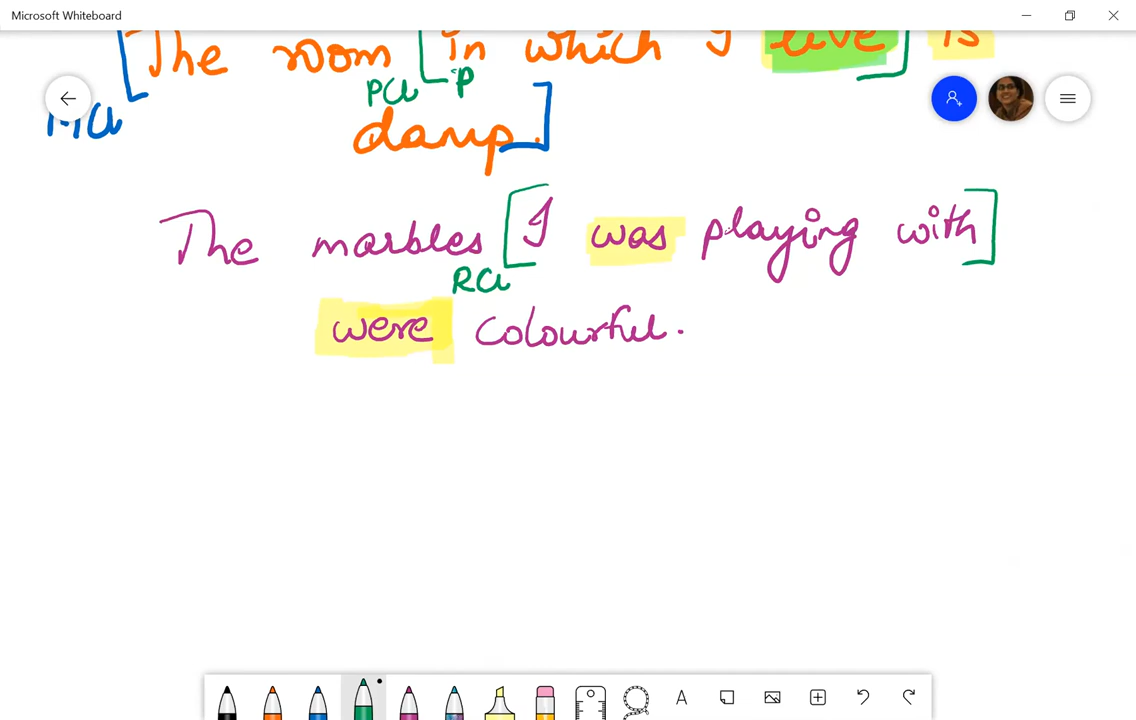 Microsoft Whiteboard
[The room [in which I live] is
PCl P
MCl
damp.]
The marbles [I was playing with]
RCl
were colourful.
A